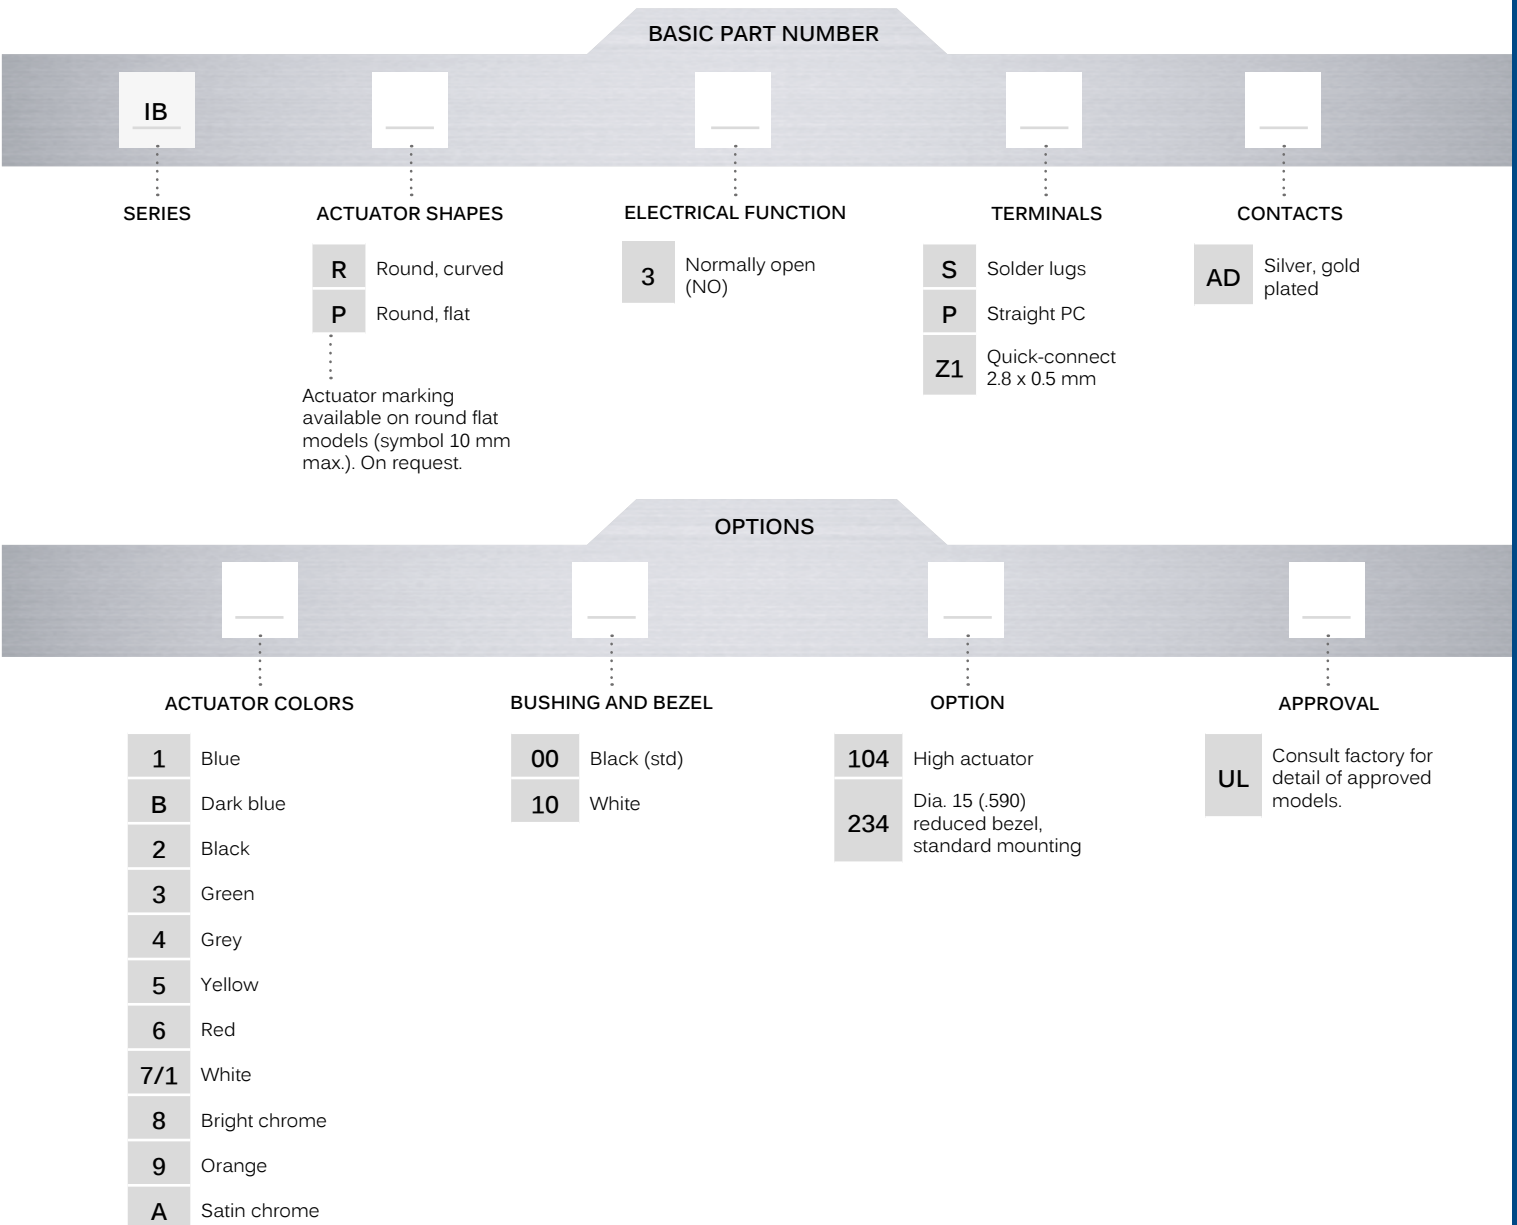 BASIC PART NUMBER
IB
SERIES
ACTUATOR SHAPES
R Round, curved
P Round, flat
Actuator marking
available on round flat
models (symbol 10 mm
max.). On request.
ELECTRICAL FUNCTION
3 Normally open
(NO)
TERMINALS
S Solder lugs
P Straight PC
Z1 Quick-connect
2.8 x 0.5 mm
CONTACTS
AD Silver, gold
plated
OPTIONS
ACTUATOR COLORS
1 Blue
B Dark blue
2 Black
3 Green
4 Grey
5 Yellow
6 Red
7/1 White
8 Bright chrome
9 Orange
A Satin chrome
BUSHING AND BEZEL
00 Black (std)
10 White
OPTION
104 High actuator
234 Dia. 15 (.590)
reduced bezel,
standard mounting
APPROVAL
UL Consult factory for
detail of approved
models.